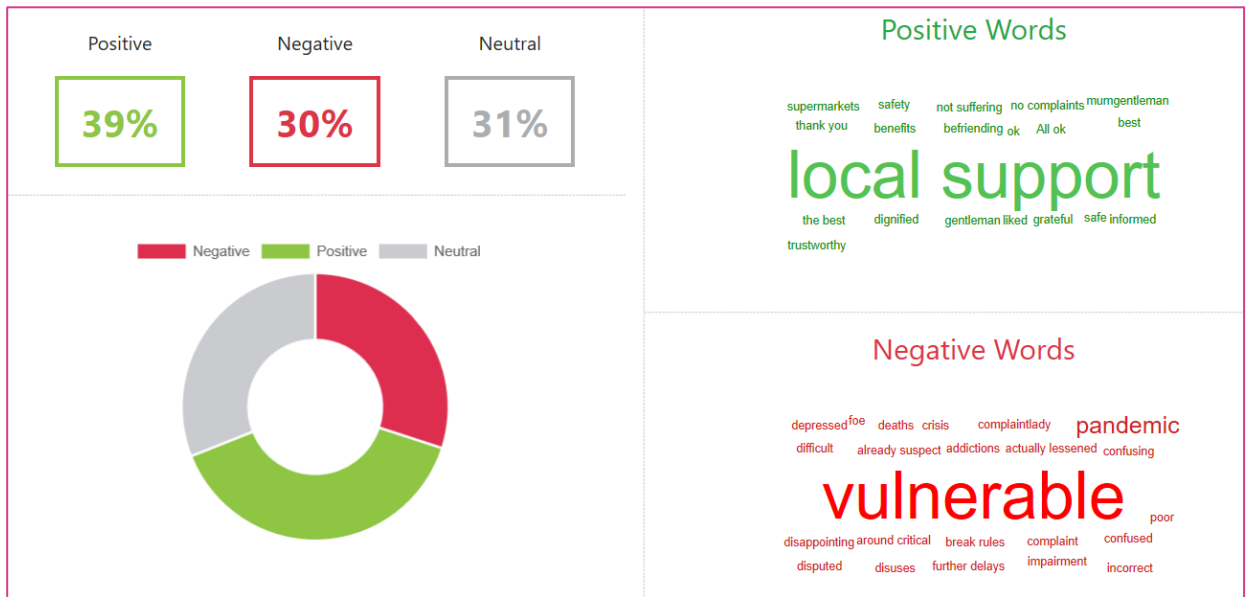 Positive Negative Neutral
39% 30% 31%
Negative Positive Neutral
Positive Words
supermarkets safety not suffering no complaints mumgentleman
thank you benefits befriending ok All ok best
local support
the best dignified gentleman liked grateful safe informed
trustworthy
Negative Words
depressed foe deaths crisis complaintlady pandemic
difficult already suspect addictions actually lessened confusing
vulnerable
poor
disappointing around critical break rules complaint confused
disputed disuses further delays impairment incorrect